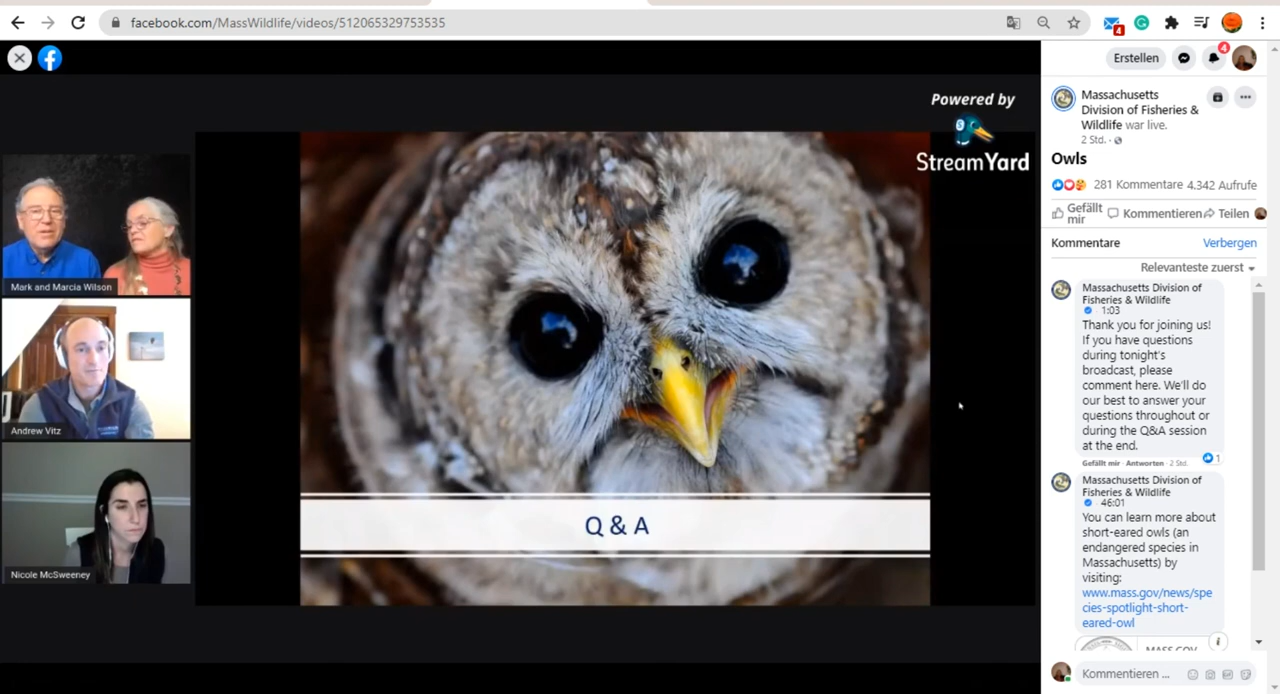 facebook.com/MassWildlife/videos/512065329753535
4
Erstellen
4
Powered by
StreamYard
Mark and Marcia Wilson
Andrew Vitz
Nicole McSweeney
Q & A
Massachusetts
Division of Fisheries &
Wildlife war live.
2 Std. ·
Owls
281 Kommentare 4.342 Aufrufe
Gefällt
mir
Kommentieren
Teilen
Kommentare
Verbergen
Relevanteste zuerst
Massachusetts Division of
Fisheries & Wildlife
· 1:03
Thank you for joining us!
If you have questions
during tonight's
broadcast, please
comment here. We'll do
our best to answer your
questions throughout or
during the Q&A session
at the end.
1
Gefällt mir · Antworten · 2 Std.
Massachusetts Division of
Fisheries & Wildlife
· 46:01
You can learn more about
short-eared owls (an
endangered species in
Massachusetts) by
visiting:
www.mass.gov/news/spe
cies-spotlight-short-
eared-owl
MASS.GOV
Kommentieren ...